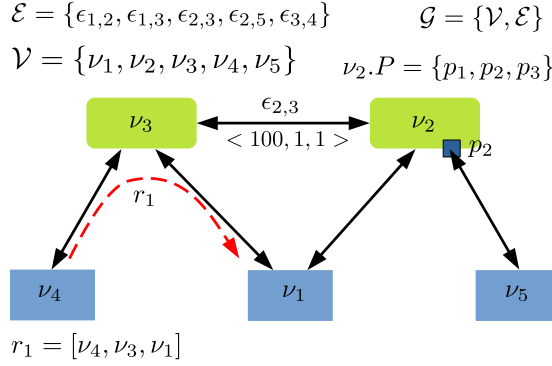 ℰ = {ϵ₁,₂, ϵ₁,₃, ϵ₂,₃, ϵ₂,₅, ϵ₃,₄}
𝒢 = {𝒱, ℰ}
𝒱 = {ν₁, ν₂, ν₃, ν₄, ν₅}
ν₂.P = {p₁, p₂, p₃}
ϵ₂,₃
ν₃
ν₂
< 100, 1, 1 >
p₂
r₁
ν₄
ν₁
ν₅
r₁ = [ν₄, ν₃, ν₁]